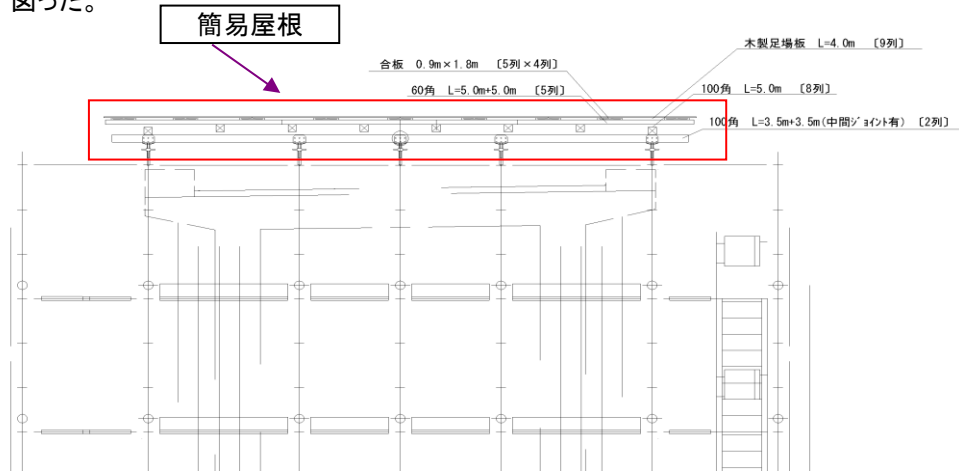 図った。
簡易屋根
木製足場板 L=4.0m 〔9列〕
合板 0.9m×1.8m 〔5列×4列〕
60角 L=5.0m+5.0m 〔5列〕
100角 L=5.0m 〔8列〕
100角 L=3.5m+3.5m(中間ｼﾞｮｲﾝﾄ有) 〔2列〕